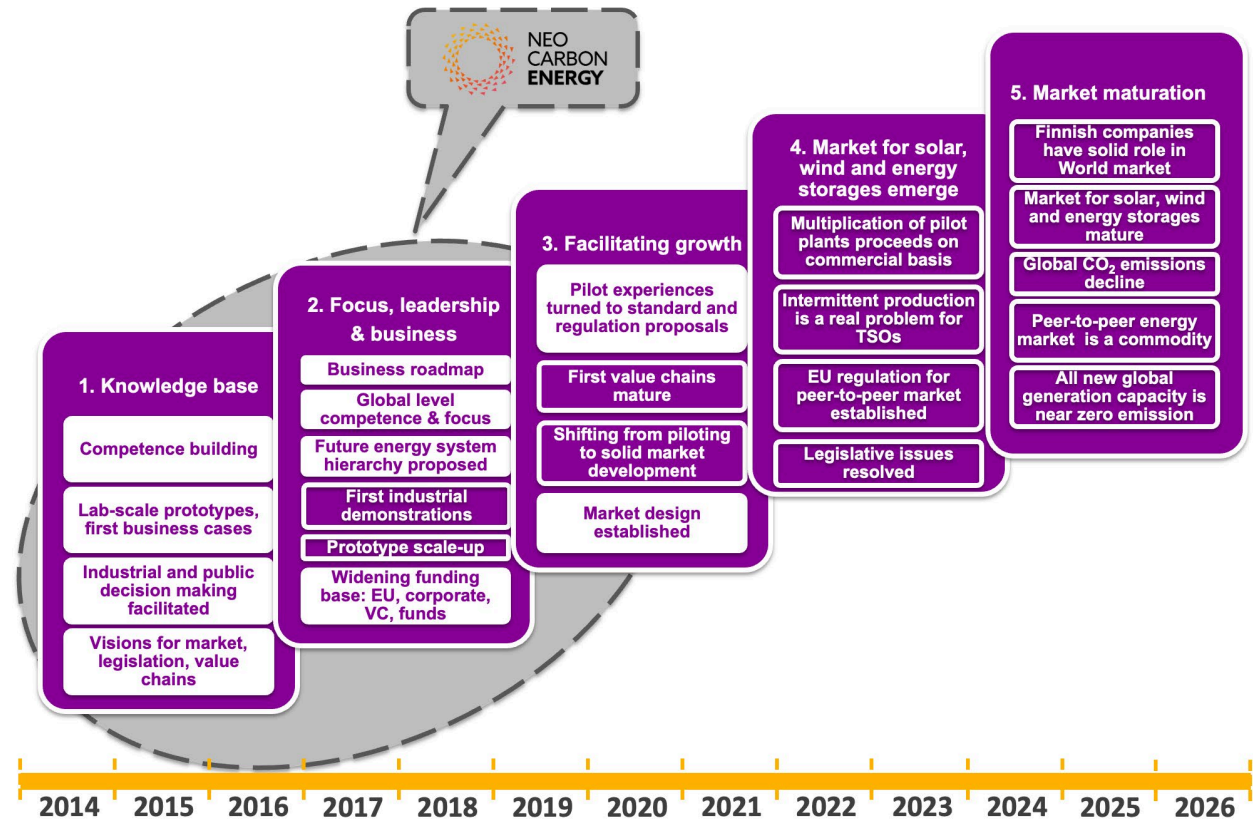 NEO
CARBON
ENERGY
1. Knowledge base
Competence building
Lab-scale prototypes,
first business cases
Industrial and public
decision making
facilitated
Visions for market,
legislation, value
chains
2. Focus, leadership
& business
Business roadmap
Global level
competence & focus
Future energy system
hierarchy proposed
First industrial
demonstrations
Prototype scale-up
Widening funding
base: EU, corporate,
VC, funds
3. Facilitating growth
Pilot experiences
turned to standard and
regulation proposals
First value chains
mature
Shifting from piloting
to solid market
development
Market design
established
4. Market for solar,
wind and energy
storages emerge
Multiplication of pilot
plants proceeds on
commercial basis
Intermittent production
is a real problem for
TSOs
EU regulation for
peer-to-peer market
established
Legislative issues
resolved
5. Market maturation
Finnish companies
have solid role in
World market
Market for solar, wind
and energy storages
mature
Global CO₂ emissions
decline
Peer-to-peer energy
market is a commodity
All new global
generation capacity is
near zero emission
2014 2015 2016 2017 2018 2019 2020 2021 2022 2023 2024 2025 2026